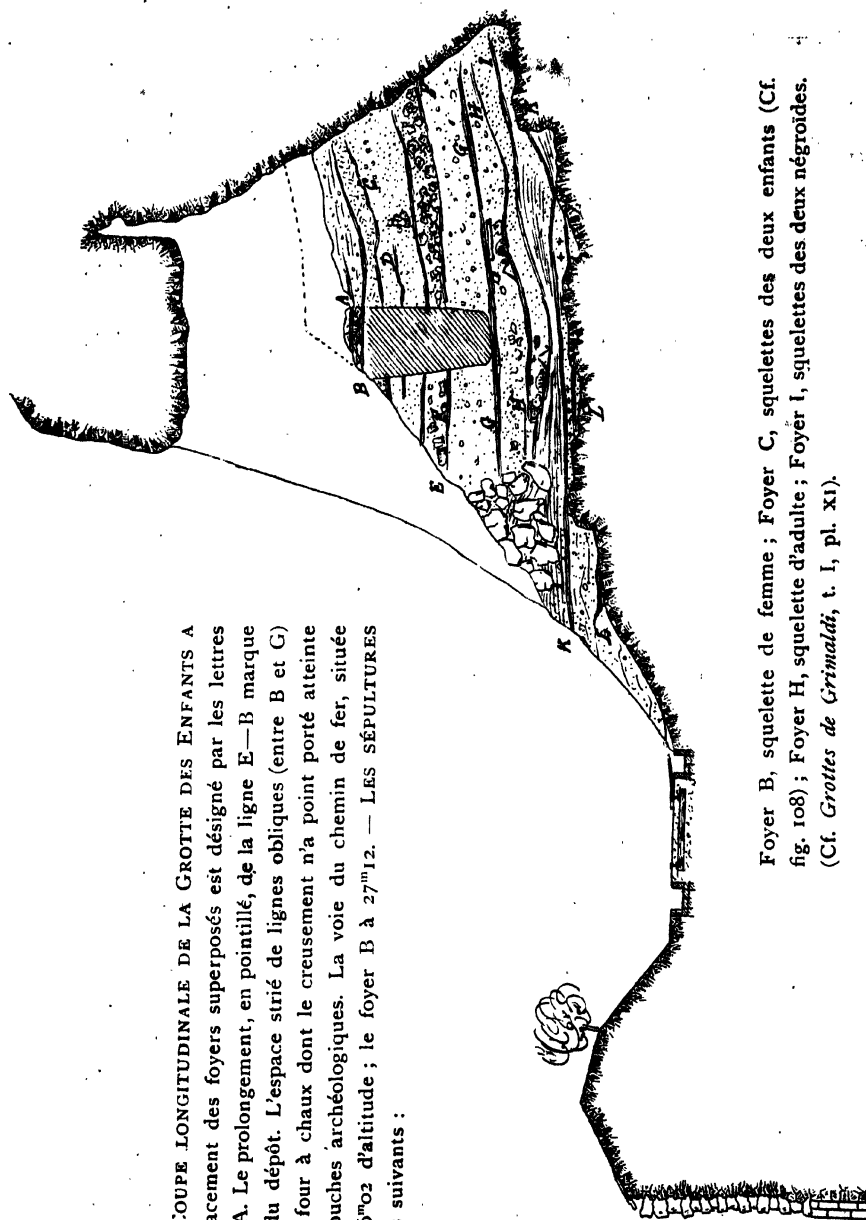 COUPE LONGITUDINALE DE LA GROTTE DES ENFANTS A
des foyers superposés est désigné par les lettres
A. Le prolongement, en pointillé, de la ligne E—B marque
du dépôt. L'espace strié de lignes obliques (entre B et G)
four à chaux dont le creusement n'a point porté atteinte
archéologiques. La voie du chemin de fer, située
d'altitude ; le foyer B à 27ᵐ12. — LES SÉPULTURES
suivants :
A
B
C
D
E
G
G
H
H
I
K
K
L
Foyer B, squelette de femme ; Foyer C, squelettes des deux enfants (Cf.
fig. 108) ; Foyer H, squelette d'adulte ; Foyer I, squelettes des deux négroïdes.
(Cf. Grottes de Grimaldi, t. I, pl. XI).